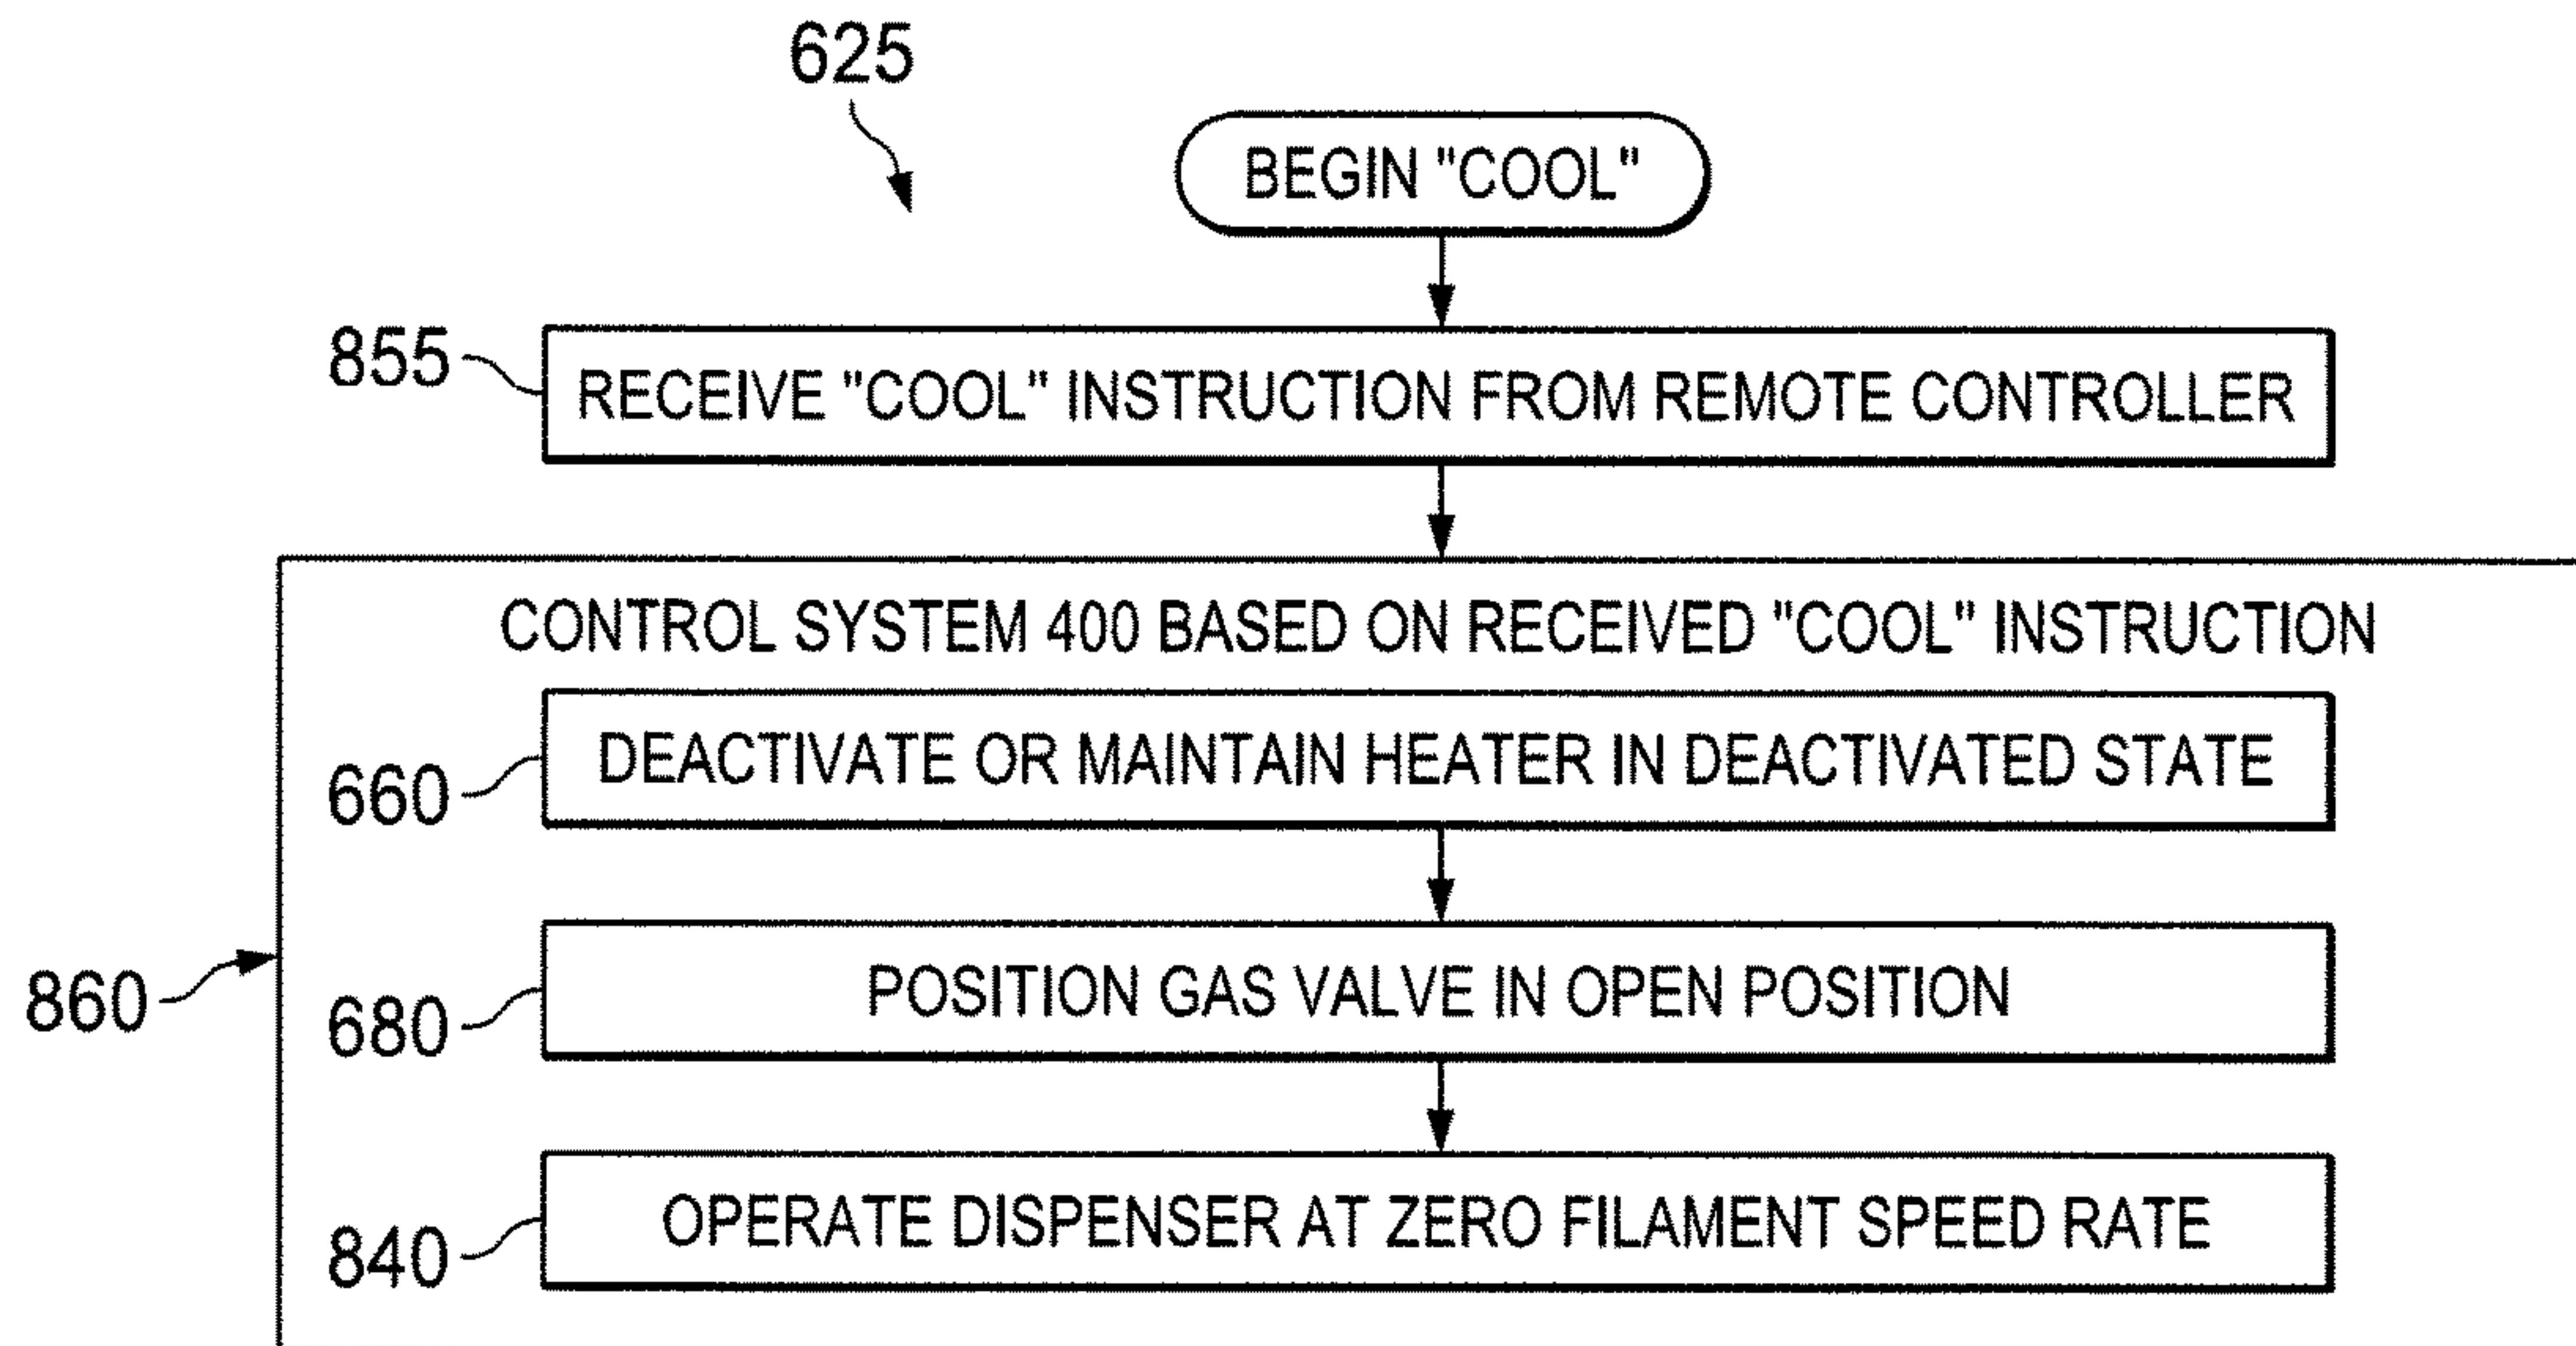 625
BEGIN "COOL"
855
RECEIVE "COOL" INSTRUCTION FROM REMOTE CONTROLLER
CONTROL SYSTEM 400 BASED ON RECEIVED "COOL" INSTRUCTION
660
DEACTIVATE OR MAINTAIN HEATER IN DEACTIVATED STATE
860
680
POSITION GAS VALVE IN OPEN POSITION
840
OPERATE DISPENSER AT ZERO FILAMENT SPEED RATE